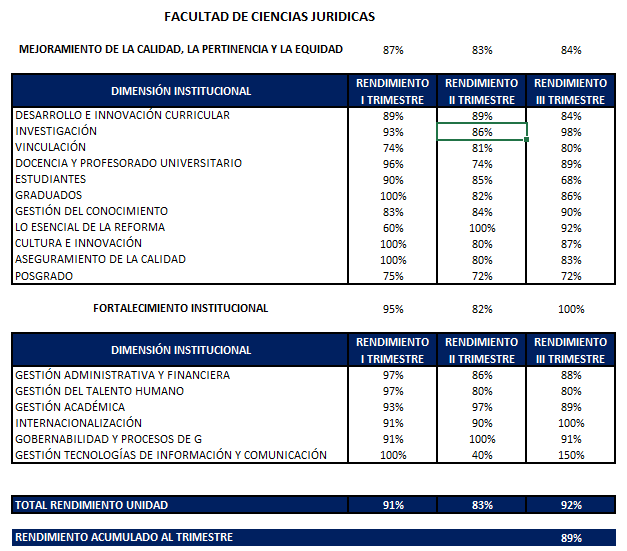 FACULTAD DE CIENCIAS JURIDICAS
MEJORAMIENTO DE LA CALIDAD, LA PERTINENCIA Y LA EQUIDAD 87% 83% 84%
DIMENSIÓN INSTITUCIONAL RENDIMIENTO I TRIMESTRE RENDIMIENTO II TRIMESTRE RENDIMIENTO III TRIMESTRE
DESARROLLO E INNOVACIÓN CURRICULAR 89% 89% 84%
INVESTIGACIÓN 93% 86% 98%
VINCULACIÓN 74% 81% 80%
DOCENCIA Y PROFESORADO UNIVERSITARIO 96% 74% 89%
ESTUDIANTES 90% 85% 68%
GRADUADOS 100% 82% 86%
GESTIÓN DEL CONOCIMIENTO 83% 84% 90%
LO ESENCIAL DE LA REFORMA 60% 100% 92%
CULTURA E INNOVACIÓN 100% 80% 87%
ASEGURAMIENTO DE LA CALIDAD 100% 80% 83%
POSGRADO 75% 72% 72%
FORTALECIMIENTO INSTITUCIONAL 95% 82% 100%
DIMENSIÓN INSTITUCIONAL RENDIMIENTO I TRIMESTRE RENDIMIENTO II TRIMESTRE RENDIMIENTO III TRIMESTRE
GESTIÓN ADMINISTRATIVA Y FINANCIERA 97% 86% 88%
GESTIÓN DEL TALENTO HUMANO 97% 80% 80%
GESTIÓN ACADÉMICA 93% 97% 89%
INTERNACIONALIZACIÓN 91% 90% 100%
GOBERNABILIDAD Y PROCESOS DE G 91% 100% 91%
GESTIÓN TECNOLOGÍAS DE INFORMACIÓN Y COMUNICACIÓN 100% 40% 150%
TOTAL RENDIMIENTO UNIDAD 91% 83% 92%
RENDIMIENTO ACUMULADO AL TRIMESTRE 89%